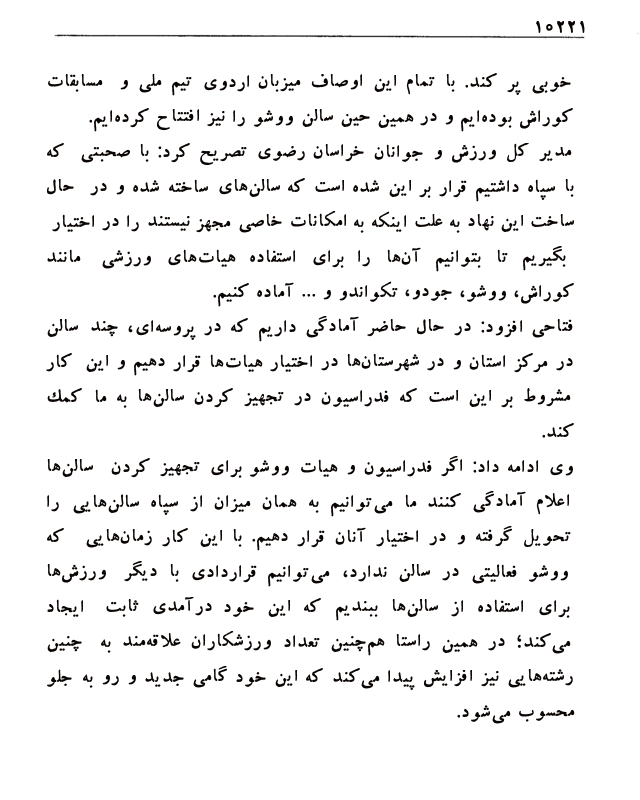 ۱۰۲۲۱
خوبی پر کند. با تمام این اوصاف میزبان اردوی تیم ملی و مسابقات
کوراش بوده‌ایم و در همین حین سالن ووشو را نیز افتتاح کرده‌ایم.
مدیر کل ورزش و جوانان خراسان رضوی تصریح کرد: با صحبتی که
با سپاه داشتیم قرار بر این شده است که سالن‌های ساخته شده و در حال
ساخت این نهاد به علت اینکه به امکانات خاصی مجهز نیستند را در اختیار
بگیریم تا بتوانیم آن‌ها را برای استفاده هیات‌های ورزشی مانند
کوراش، ووشو، جودو، تکواندو و ... آماده کنیم.
فتاحی افزود: در حال حاضر آمادگی داریم که در پروسه‌ای، چند سالن
در مرکز استان و در شهرستان‌ها در اختیار هیات‌ها قرار دهیم و این کار
مشروط بر این است که فدراسیون در تجهیز کردن سالن‌ها به ما کمك
کند.
وی ادامه داد: اگر فدراسیون و هیات ووشو برای تجهیز کردن سالن‌ها
اعلام آمادگی کنند ما می‌توانیم به همان میزان از سپاه سالن‌هایی را
تحویل گرفته و در اختیار آنان قرار دهیم. با این کار زمان‌هایی که
ووشو فعالیتی در سالن ندارد، می‌توانیم قراردادی با دیگر ورزش‌ها
برای استفاده از سالن‌ها ببندیم که این خود درآمدی ثابت ایجاد
می‌کند؛ در همین راستا هم‌چنین تعداد ورزشکاران علاقه‌مند به چنین
رشته‌هایی نیز افزایش پیدا می‌کند که این خود گامی جدید و رو به جلو
محسوب می‌شود.